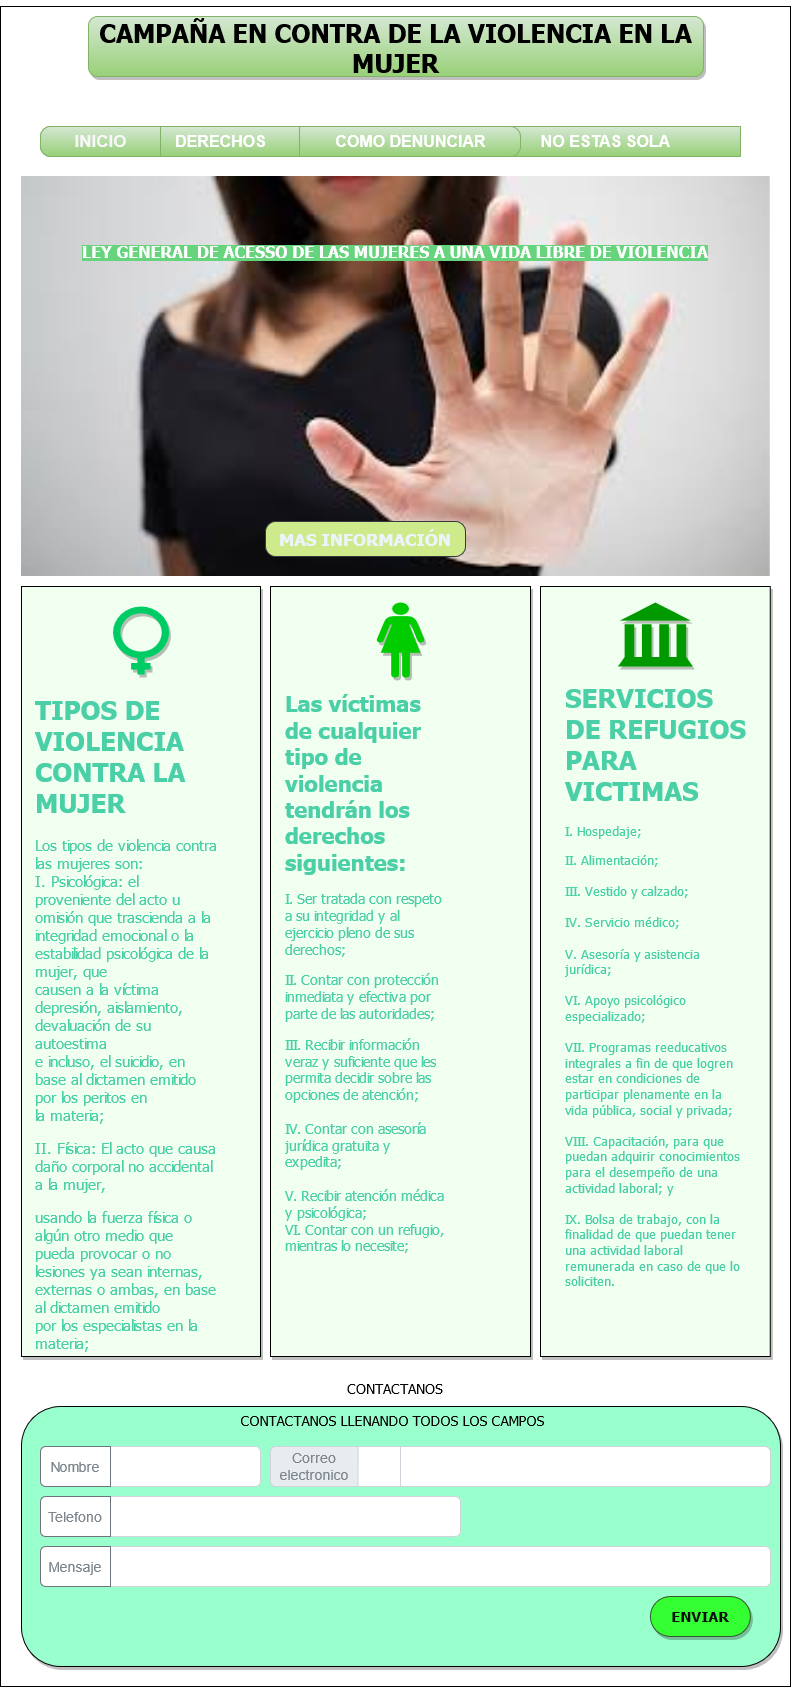 CAMPAÑA EN CONTRA DE LA VIOLENCIA EN LA
MUJER
INICIO
DERECHOS
COMO DENUNCIAR
NO ESTAS SOLA
LEY GENERAL DE ACESSO DE LAS MUJERES A UNA VIDA LIBRE DE VIOLENCIA
MAS INFORMACIÓN
TIPOS DE
VIOLENCIA
CONTRA LA
MUJER
Los tipos de violencia contra
las mujeres son:
I. Psicológica: el
proveniente del acto u
omisión que trascienda a la
integridad emocional o la
estabilidad psicológica de la
mujer, que
causen a la víctima
depresión, aislamiento,
devaluación de su
autoestima
e incluso, el suicidio, en
base al dictamen emitido
por los peritos en
la materia;
II. Física: El acto que causa
daño corporal no accidental
a la mujer,
usando la fuerza física o
algún otro medio que
pueda provocar o no
lesiones ya sean internas,
externas o ambas, en base
al dictamen emitido
por los especialistas en la
materia;
Las víctimas
de cualquier
tipo de
violencia
tendrán los
derechos
siguientes:
I. Ser tratada con respeto
a su integridad y al
ejercicio pleno de sus
derechos;
II. Contar con protección
inmediata y efectiva por
parte de las autoridades;
III. Recibir información
veraz y suficiente que les
permita decidir sobre las
opciones de atención;
IV. Contar con asesoría
jurídica gratuita y
expedita;
V. Recibir atención médica
y psicológica;
VI. Contar con un refugio,
mientras lo necesite;
SERVICIOS
DE REFUGIOS
PARA
VICTIMAS
I. Hospedaje;
II. Alimentación;
III. Vestido y calzado;
IV. Servicio médico;
V. Asesoría y asistencia
jurídica;
VI. Apoyo psicológico
especializado;
VII. Programas reeducativos
integrales a fin de que logren
estar en condiciones de
participar plenamente en la
vida pública, social y privada;
VIII. Capacitación, para que
puedan adquirir conocimientos
para el desempeño de una
actividad laboral; y
IX. Bolsa de trabajo, con la
finalidad de que puedan tener
una actividad laboral
remunerada en caso de que lo
soliciten.
CONTACTANOS
CONTACTANOS LLENANDO TODOS LOS CAMPOS
Nombre
Correo
electronico
Telefono
Mensaje
ENVIAR